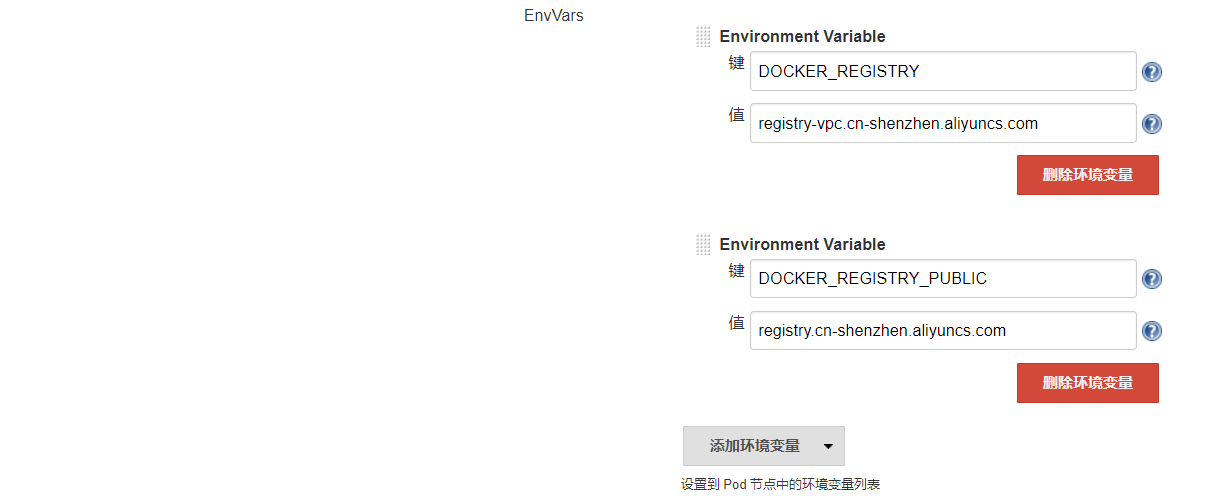 EnvVars
Environment Variable
键
DOCKER_REGISTRY
值
registry-vpc.cn-shenzhen.aliyuncs.com
删除环境变量
Environment Variable
键
DOCKER_REGISTRY_PUBLIC
值
registry.cn-shenzhen.aliyuncs.com
删除环境变量
添加环境变量
设置到 Pod 节点中的环境变量列表